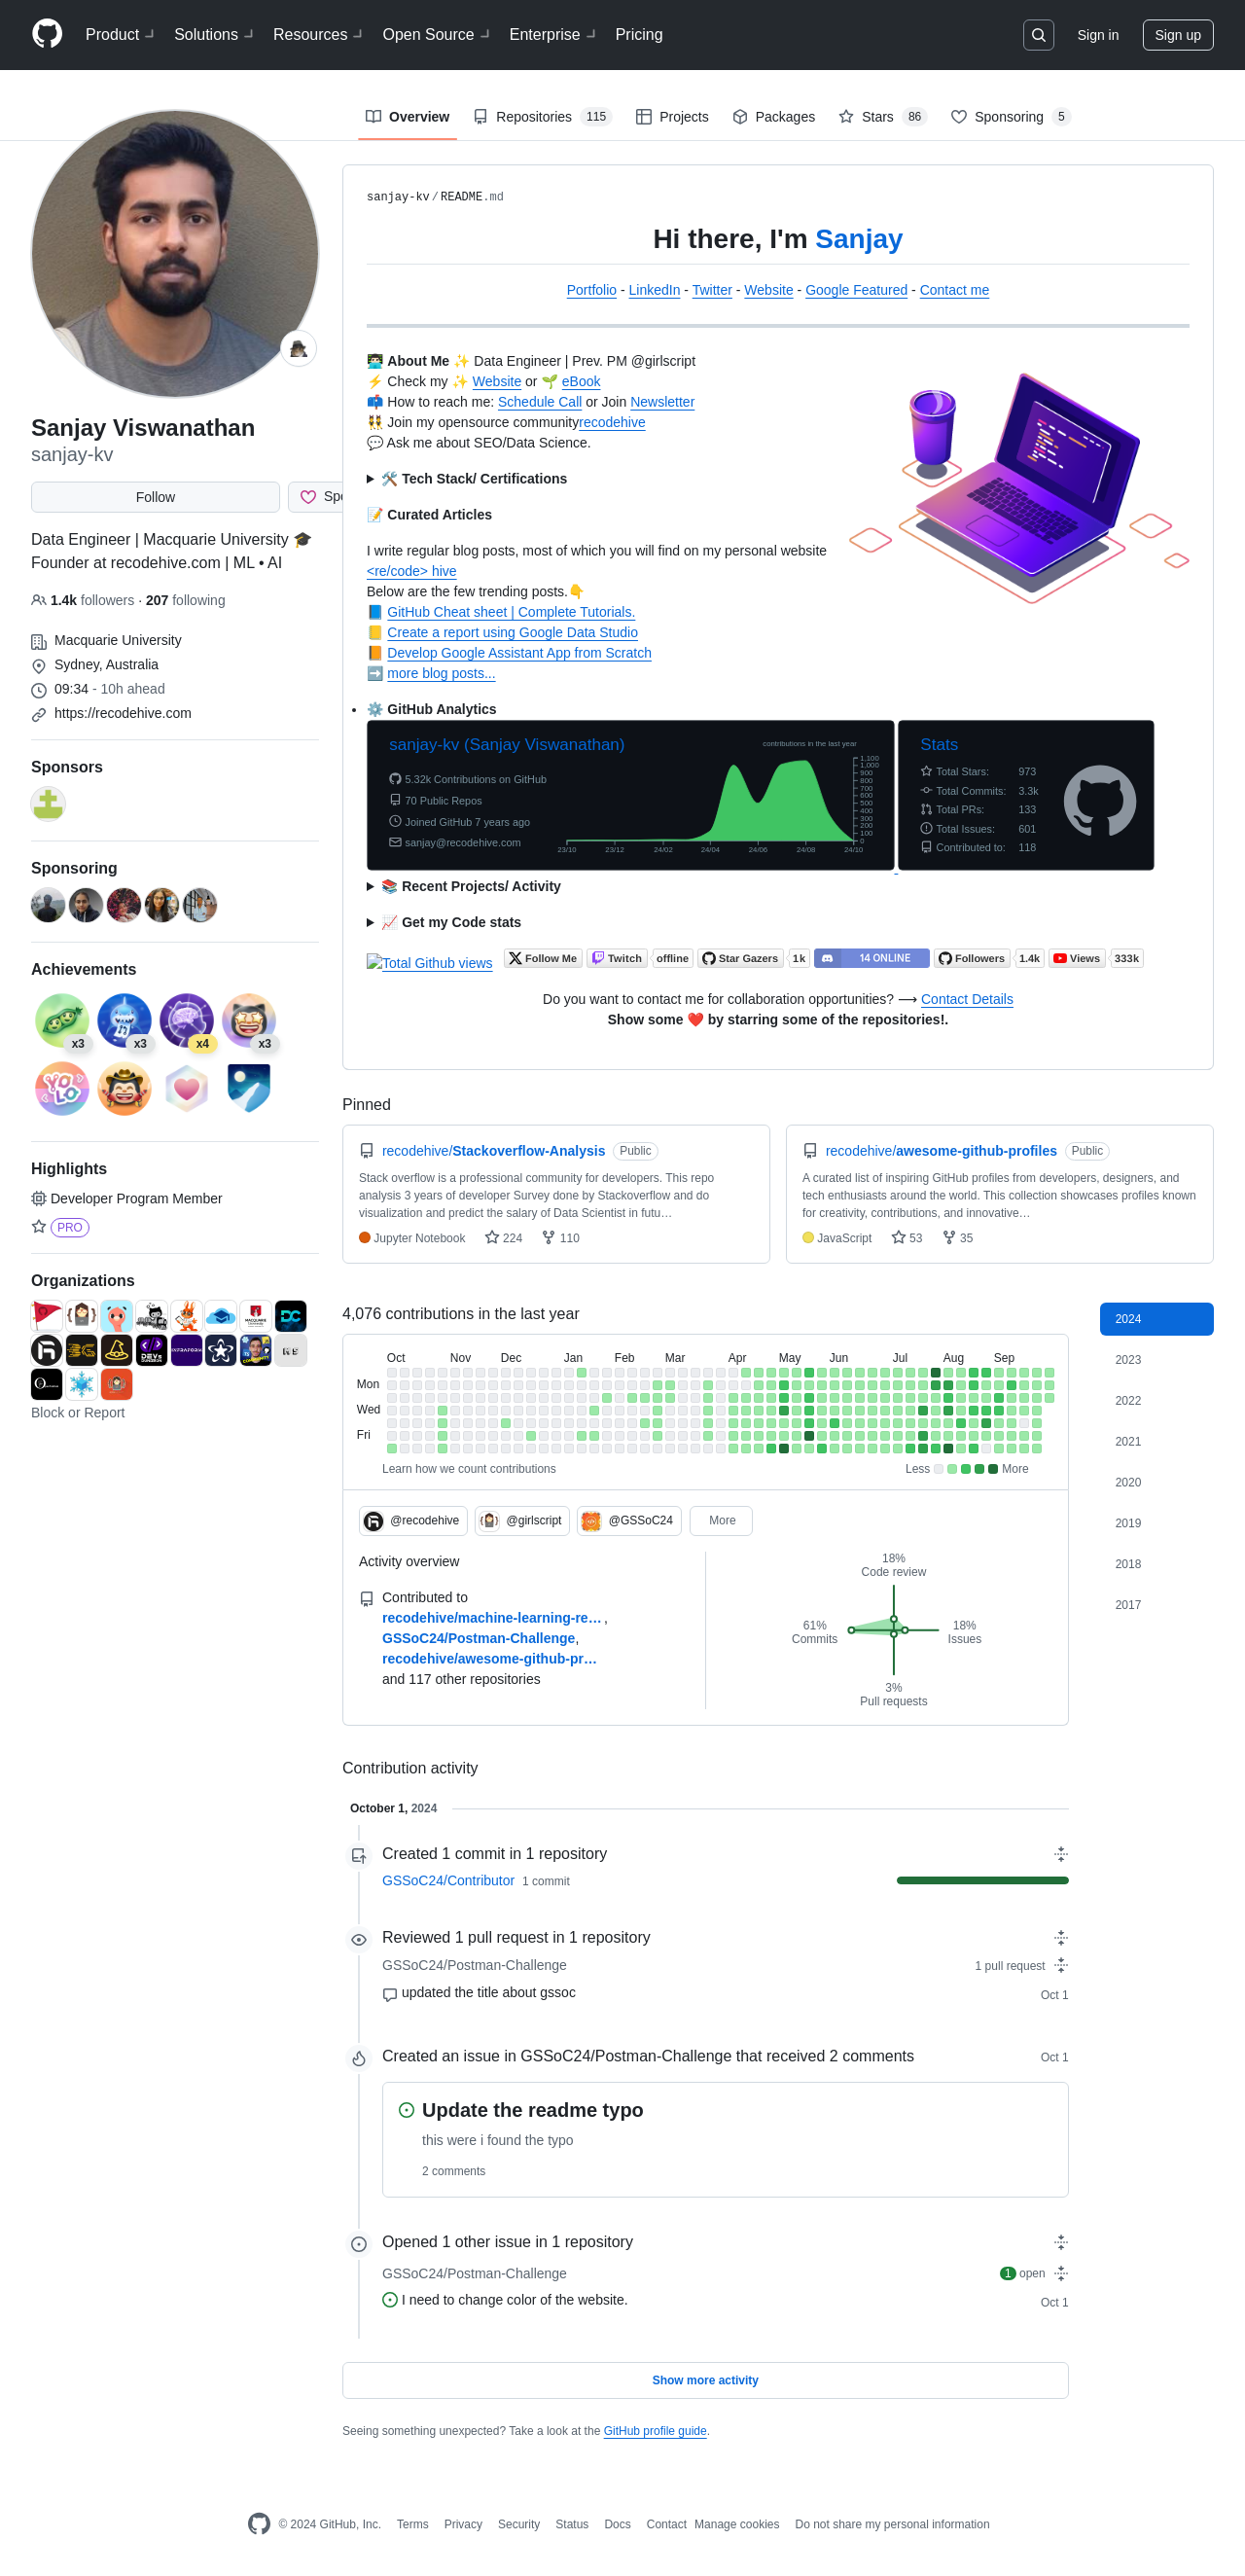 Product Solutions Resources Open Source Enterprise Pricing Sign in Sign up
Overview Repositories 115 Projects Packages Stars 86 Sponsoring 5
Sanjay Viswanathan
sanjay-kv
Follow
Data Engineer | Macquarie University 🎓
Founder at recodehive.com | ML • AI
1.4k followers · 207 following
Macquarie University
Sydney, Australia
09:34 - 10h ahead
https://recodehive.com
Sponsors
Sponsoring
Achievements
x3 x3 x4 x3
YOLO
Highlights
Developer Program Member
PRO
Organizations
Block or Report
sanjay-kv/README.md
Hi there, I'm Sanjay
Portfolio - LinkedIn - Twitter - Website - Google Featured - Contact me
👨🏻‍💻 About Me ✨ Data Engineer | Prev. PM @girlscript
⚡ Check my ✨ Website or 🌱 eBook
📫 How to reach me: Schedule Call or Join Newsletter
👯 Join my opensource communityrecodehive
💬 Ask me about SEO/Data Science.
🛠️ Tech Stack/ Certifications
📝 Curated Articles
I write regular blog posts, most of which you will find on my personal website
<re/code> hive
Below are the few trending posts.👇
📘 GitHub Cheat sheet | Complete Tutorials.
📒 Create a report using Google Data Studio
📙 Develop Google Assistant App from Scratch
➡️ more blog posts...
⚙️ GitHub Analytics
sanjay-kv (Sanjay Viswanathan)
contributions in the last year
5.32k Contributions on GitHub
70 Public Repos
Joined GitHub 7 years ago
sanjay@recodehive.com
1,100
1,000
900
800
700
600
500
400
300
200
100
0
23/10 23/12 24/02 24/04 24/06 24/08 24/10
Stats
Total Stars: 973
Total Commits: 3.3k
Total PRs: 133
Total Issues: 601
Contributed to: 118
📚 Recent Projects/ Activity
📈 Get my Code stats
Total Github views Follow Me Twitch offline Star Gazers 1k 14 ONLINE Followers 1.4k Views 333k
Do you want to contact me for collaboration opportunities? ⟶ Contact Details
Show some ❤️ by starring some of the repositories!.
Pinned
recodehive/Stackoverflow-Analysis Public
Stack overflow is a professional community for developers. This repo
analysis 3 years of developer Survey done by Stackoverflow and do
visualization and predict the salary of Data Scientist in futu…
Jupyter Notebook 224 110
recodehive/awesome-github-profiles Public
A curated list of inspiring GitHub profiles from developers, designers, and
tech enthusiasts around the world. This collection showcases profiles known
for creativity, contributions, and innovative…
JavaScript 53 35
4,076 contributions in the last year
Oct Nov Dec Jan Feb Mar Apr May Jun Jul Aug Sep
Mon
Wed
Fri
Learn how we count contributions Less More
2024
2023
2022
2021
2020
2019
2018
2017
@recodehive @girlscript @GSSoC24 More
Activity overview
Contributed to
recodehive/machine-learning-re… ,
GSSoC24/Postman-Challenge,
recodehive/awesome-github-pr…
and 117 other repositories
18%
Code review
61%
Commits
18%
Issues
3%
Pull requests
Contribution activity
October 1, 2024
Created 1 commit in 1 repository
GSSoC24/Contributor 1 commit
Reviewed 1 pull request in 1 repository
GSSoC24/Postman-Challenge 1 pull request
updated the title about gssoc Oct 1
Created an issue in GSSoC24/Postman-Challenge that received 2 comments Oct 1
Update the readme typo
this were i found the typo
2 comments
Opened 1 other issue in 1 repository
GSSoC24/Postman-Challenge 1 open
I need to change color of the website. Oct 1
Show more activity
Seeing something unexpected? Take a look at the GitHub profile guide.
© 2024 GitHub, Inc. Terms Privacy Security Status Docs Contact Manage cookies Do not share my personal information